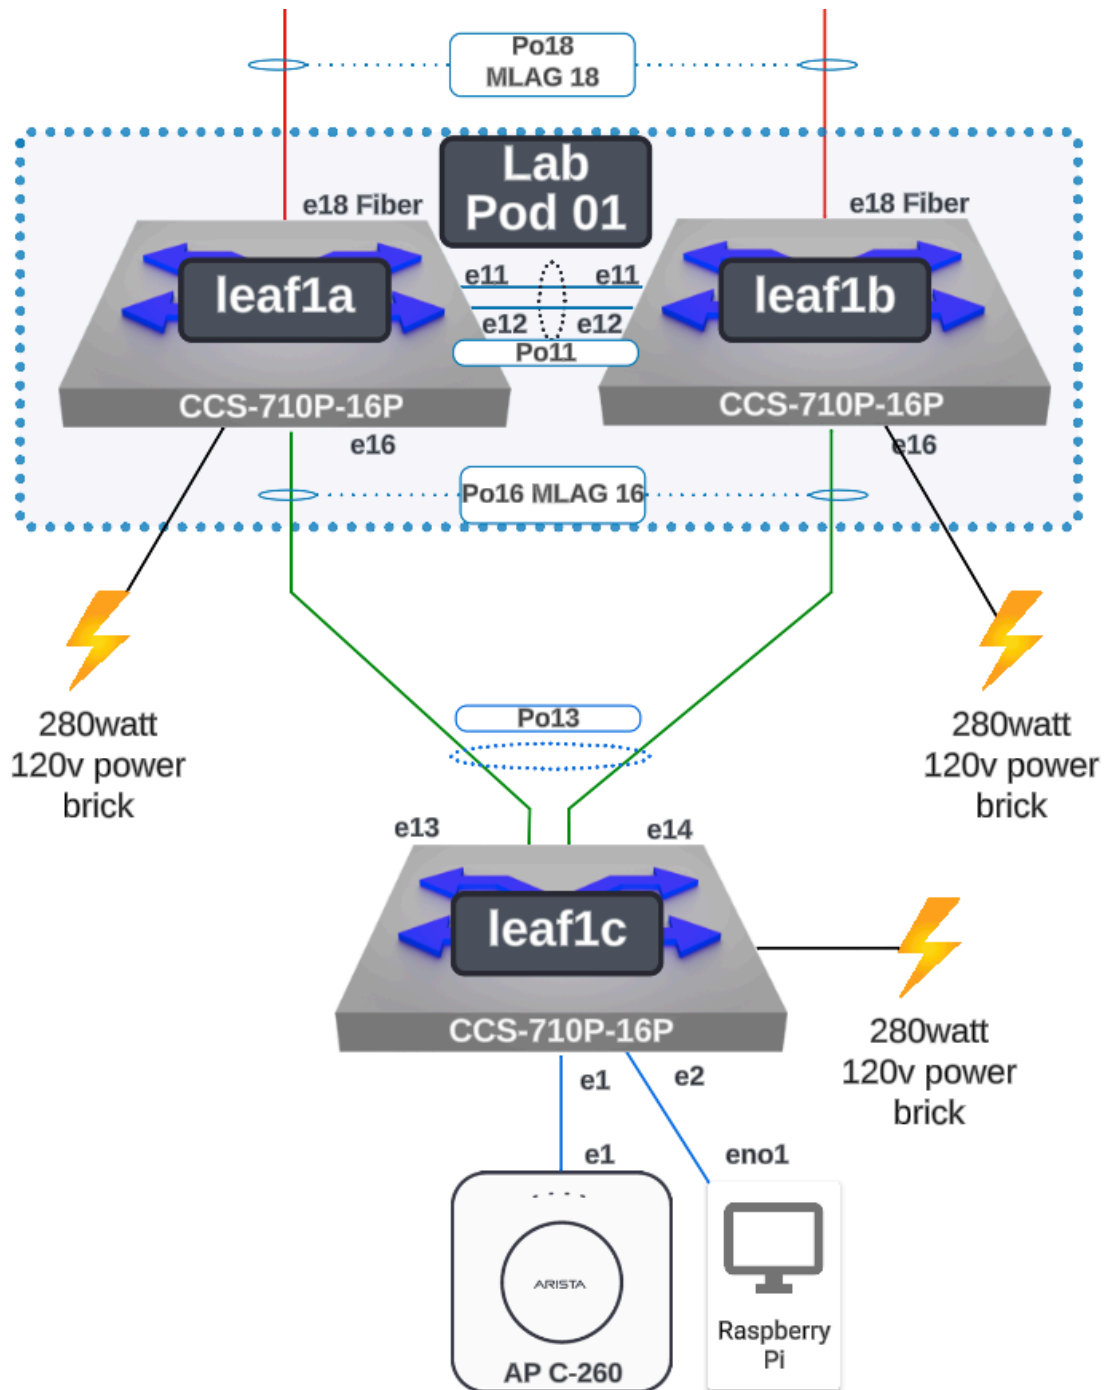 Po18
MLAG 18
Lab
Pod 01
e18 Fiber
e18 Fiber
leaf1a
e11
e11
leaf1b
e12
e12
Po11
CCS-710P-16P
CCS-710P-16P
e16
e16
Po16 MLAG 16
280watt
120v power
brick
Po13
280watt
120v power
brick
e13
e14
leaf1c
CCS-710P-16P
280watt
120v power
brick
e1
e2
e1
eno1
ARISTA
AP C-260
Raspberry
Pi